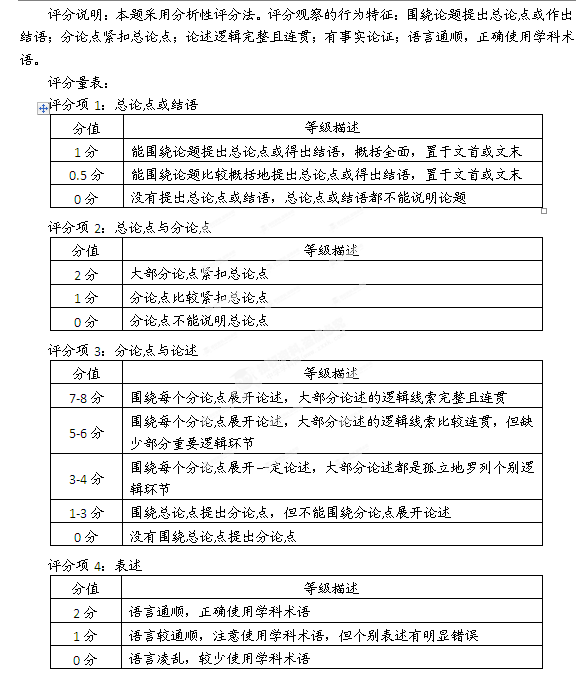 评分说明：本题采用分析性评分法。评分观察的行为特征：围绕论题提出总论点或作出
结语；分论点紧扣总论点；论述逻辑完整且连贯；有事实论证；语言通顺，正确使用学科术
语。
评分量表：
评分项 1：总论点或结语
分值 等级描述
1 分 能围绕论题提出总论点或得出结语，概括全面，置于文首或文末
0.5 分 能围绕论题比较概括地提出总论点或得出结语，置于文首或文末
0 分 没有提出总论点或结语，总论点或结语都不能说明论题
评分项 2：总论点与分论点
分值 等级描述
2 分 大部分论点紧扣总论点
1 分 分论点比较紧扣总论点
0 分 分论点不能说明总论点
评分项 3：分论点与论述
分值 等级描述
7-8 分 围绕每个分论点展开论述，大部分论述的逻辑线索完整且连贯
5-6 分 围绕每个分论点展开论述，大部分论述的逻辑线索比较连贯，但缺
少部分重要逻辑环节
3-4 分 围绕每个分论点展开一定论述，大部分论述都是孤立地罗列个别逻
辑环节
1-3 分 围绕总论点提出分论点，但不能围绕分论点展开论述
0 分 没有围绕总论点提出分论点
评分项 4：表述
分值 等级描述
2 分 语言通顺，正确使用学科术语
1 分 语言较通顺，注意使用学科术语，但个别表述有明显错误
0 分 语言凌乱，较少使用学科术语